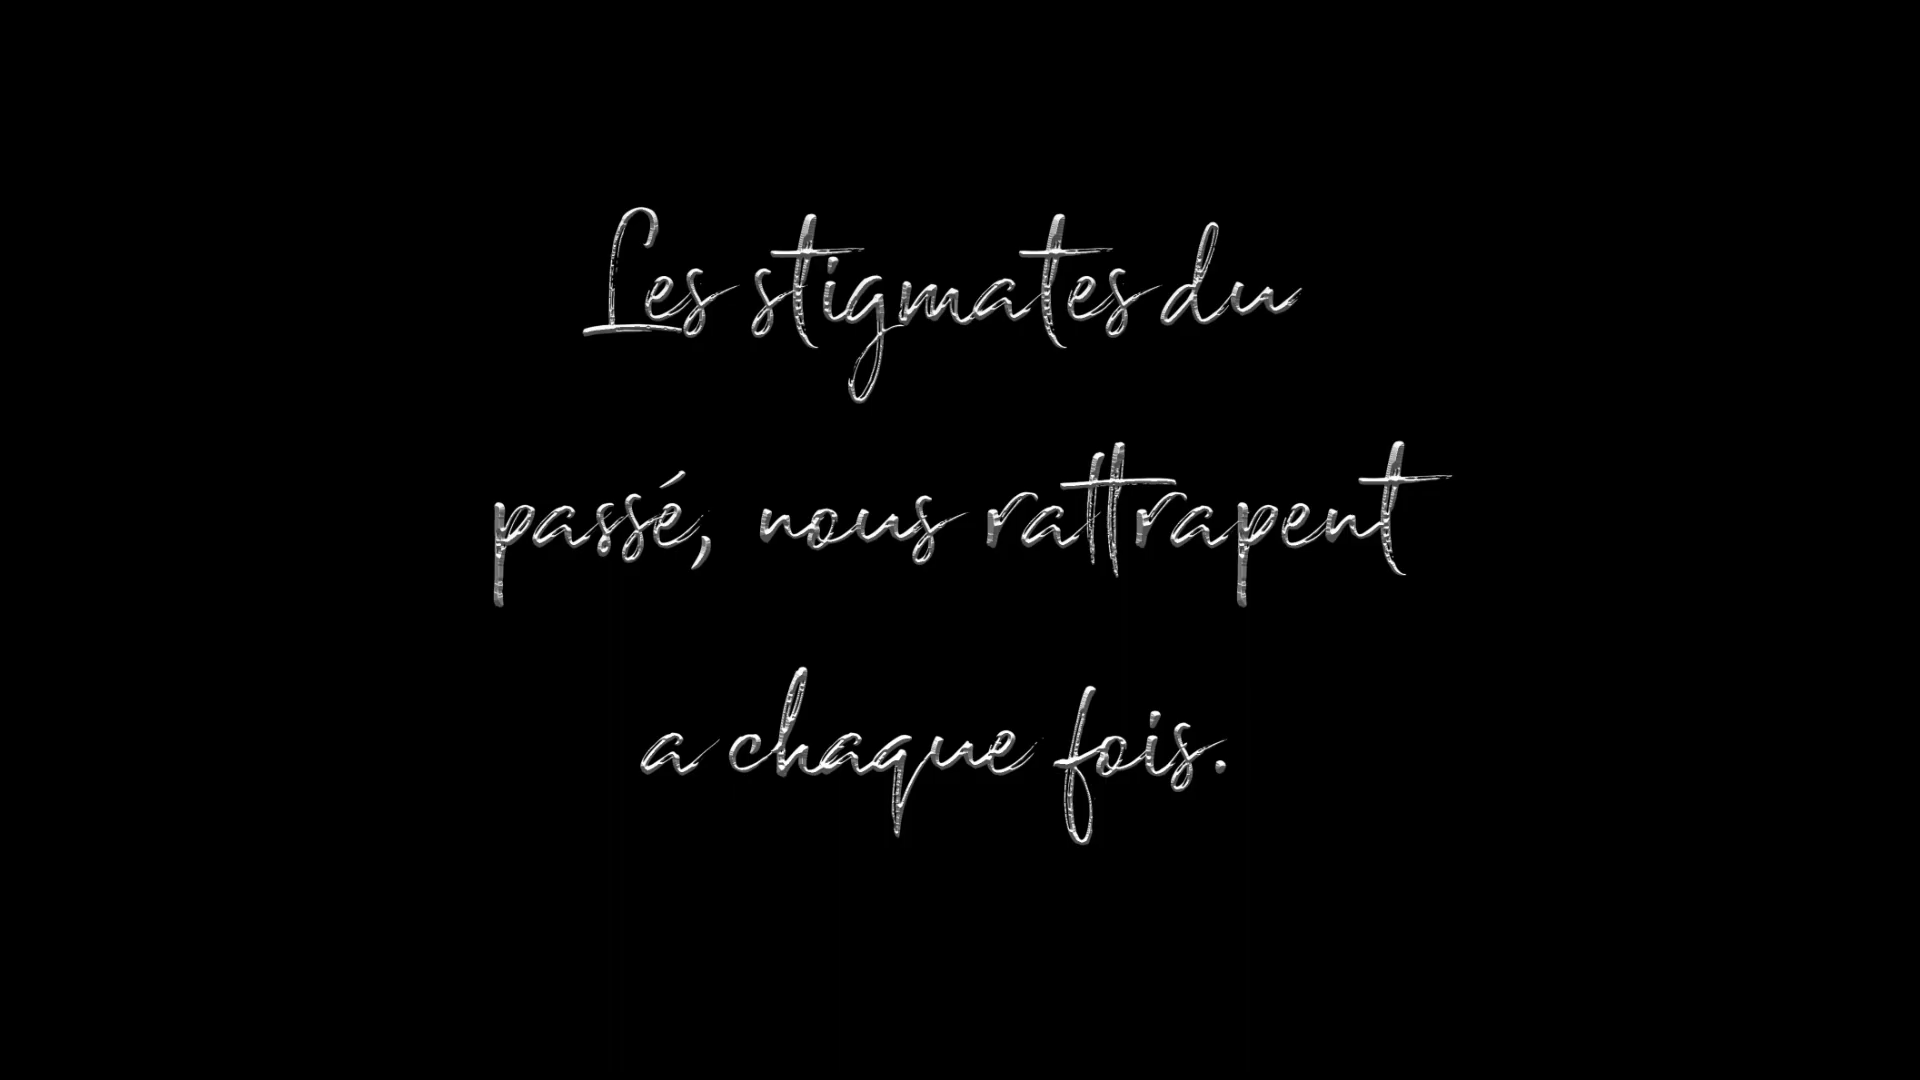 Les stigmates du
passé, nous rattrapent
a chaque fois.